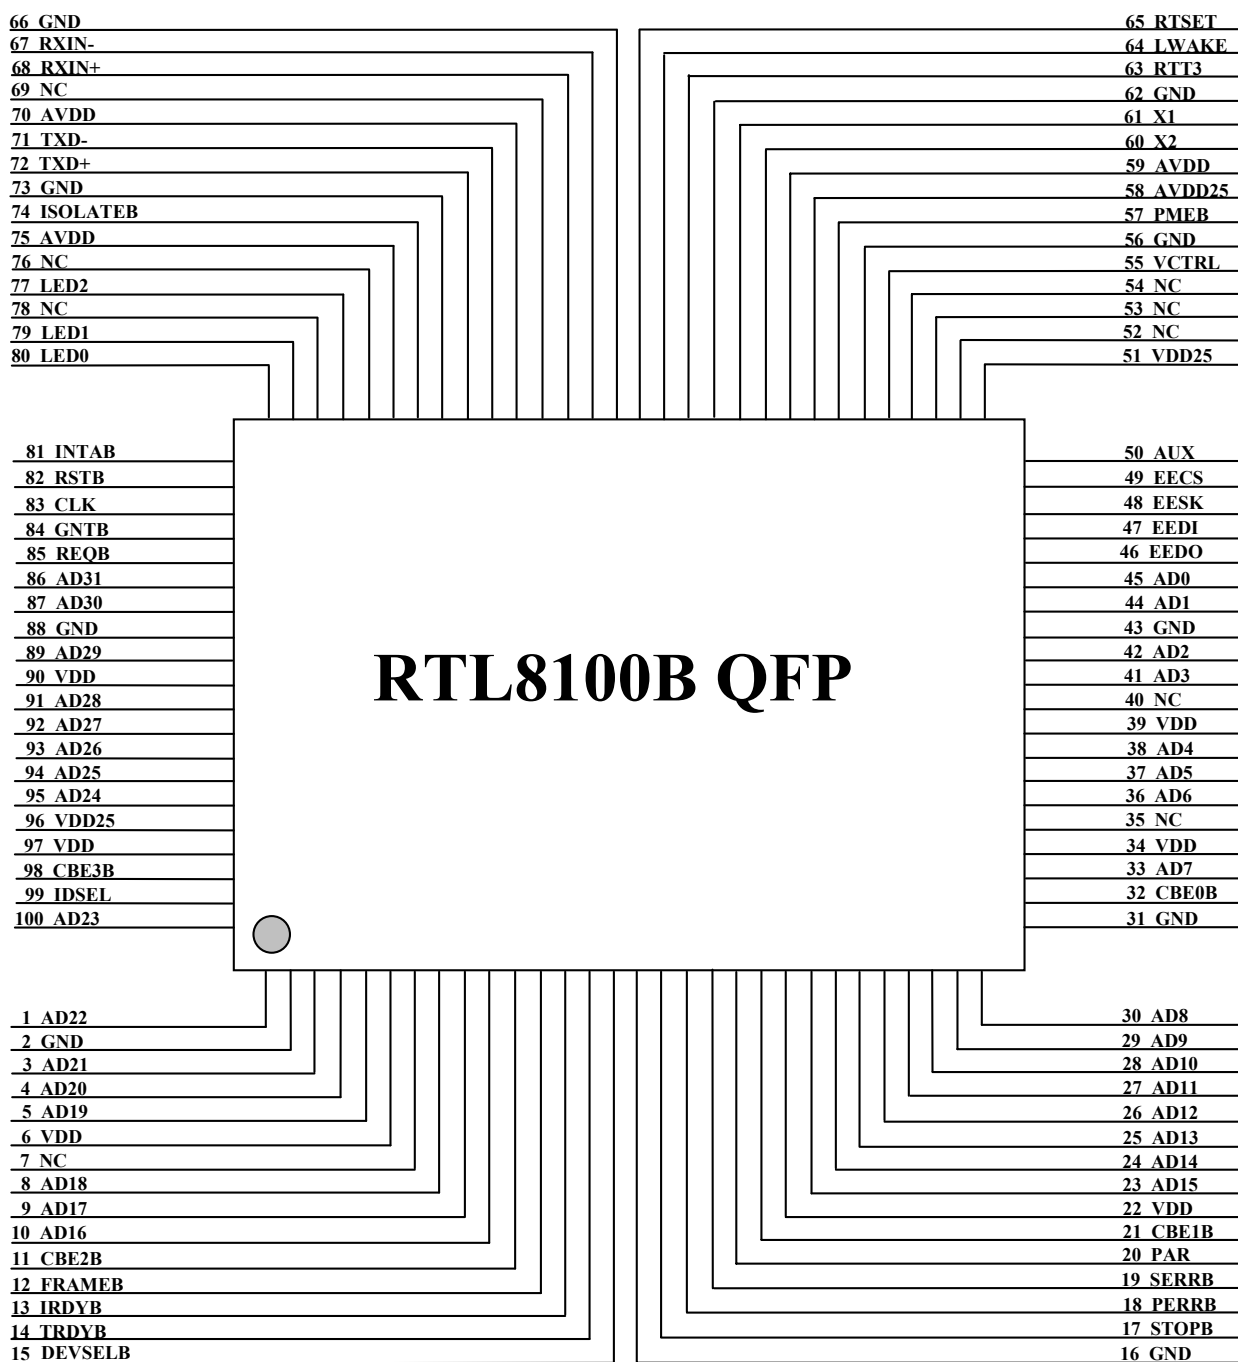 66 GND
67 RXIN-
68 RXIN+
69 NC
70 AVDD
71 TXD-
72 TXD+
73 GND
74 ISOLATEB
75 AVDD
76 NC
77 LED2
78 NC
79 LED1
80 LED0
65 RTSET
64 LWAKE
63 RTT3
62 GND
61 X1
60 X2
59 AVDD
58 AVDD25
57 PMEB
56 GND
55 VCTRL
54 NC
53 NC
52 NC
51 VDD25
81 INTAB
82 RSTB
83 CLK
84 GNTB
85 REQB
86 AD31
87 AD30
88 GND
89 AD29
90 VDD
91 AD28
92 AD27
93 AD26
94 AD25
95 AD24
96 VDD25
97 VDD
98 CBE3B
99 IDSEL
100 AD23
RTL8100B QFP
50 AUX
49 EECS
48 EESK
47 EEDI
46 EEDO
45 AD0
44 AD1
43 GND
42 AD2
41 AD3
40 NC
39 VDD
38 AD4
37 AD5
36 AD6
35 NC
34 VDD
33 AD7
32 CBE0B
31 GND
1 AD22
2 GND
3 AD21
4 AD20
5 AD19
6 VDD
7 NC
8 AD18
9 AD17
10 AD16
11 CBE2B
12 FRAMEB
13 IRDYB
14 TRDYB
15 DEVSELB
30 AD8
29 AD9
28 AD10
27 AD11
26 AD12
25 AD13
24 AD14
23 AD15
22 VDD
21 CBE1B
20 PAR
19 SERRB
18 PERRB
17 STOPB
16 GND